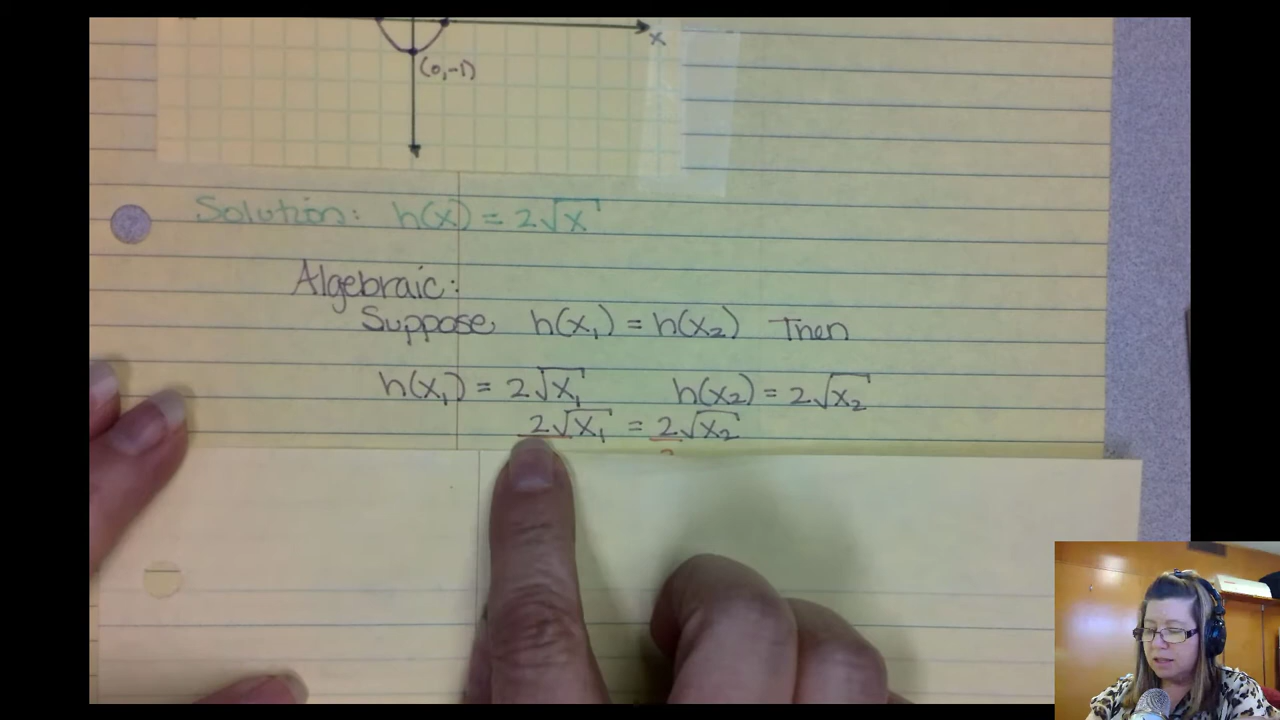 x
(0,-1)
Solution: h(x) = 2√x
Algebraic:
Suppose h(x₁) = h(x₂) Then
h(x₁) = 2√x₁ h(x₂) = 2√x₂
2√x₁ = 2√x₂